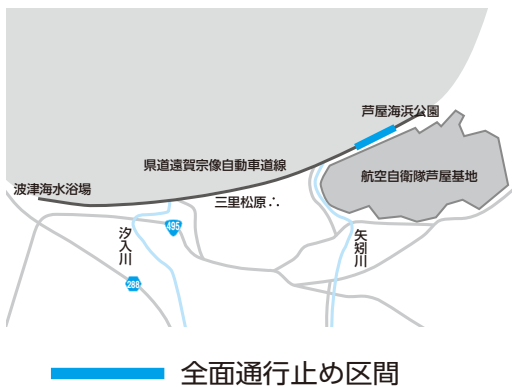 芦屋海浜公園
県道遠賀宗像自動車道線
航空自衛隊芦屋基地
波津海水浴場
三里松原∴
495
汐入川
矢矧川
288
全面通行止め区間